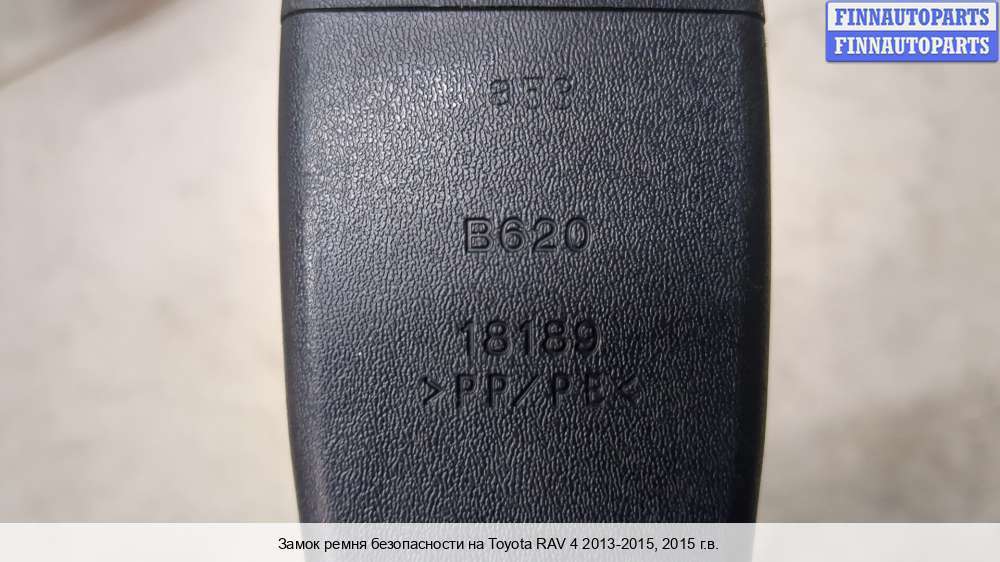 FINNAUTOPARTS
FINNAUTOPARTS
B620
18189
>PP/PE<
Замок ремня безопасности на Toyota RAV 4 2013-2015, 2015 г.в.